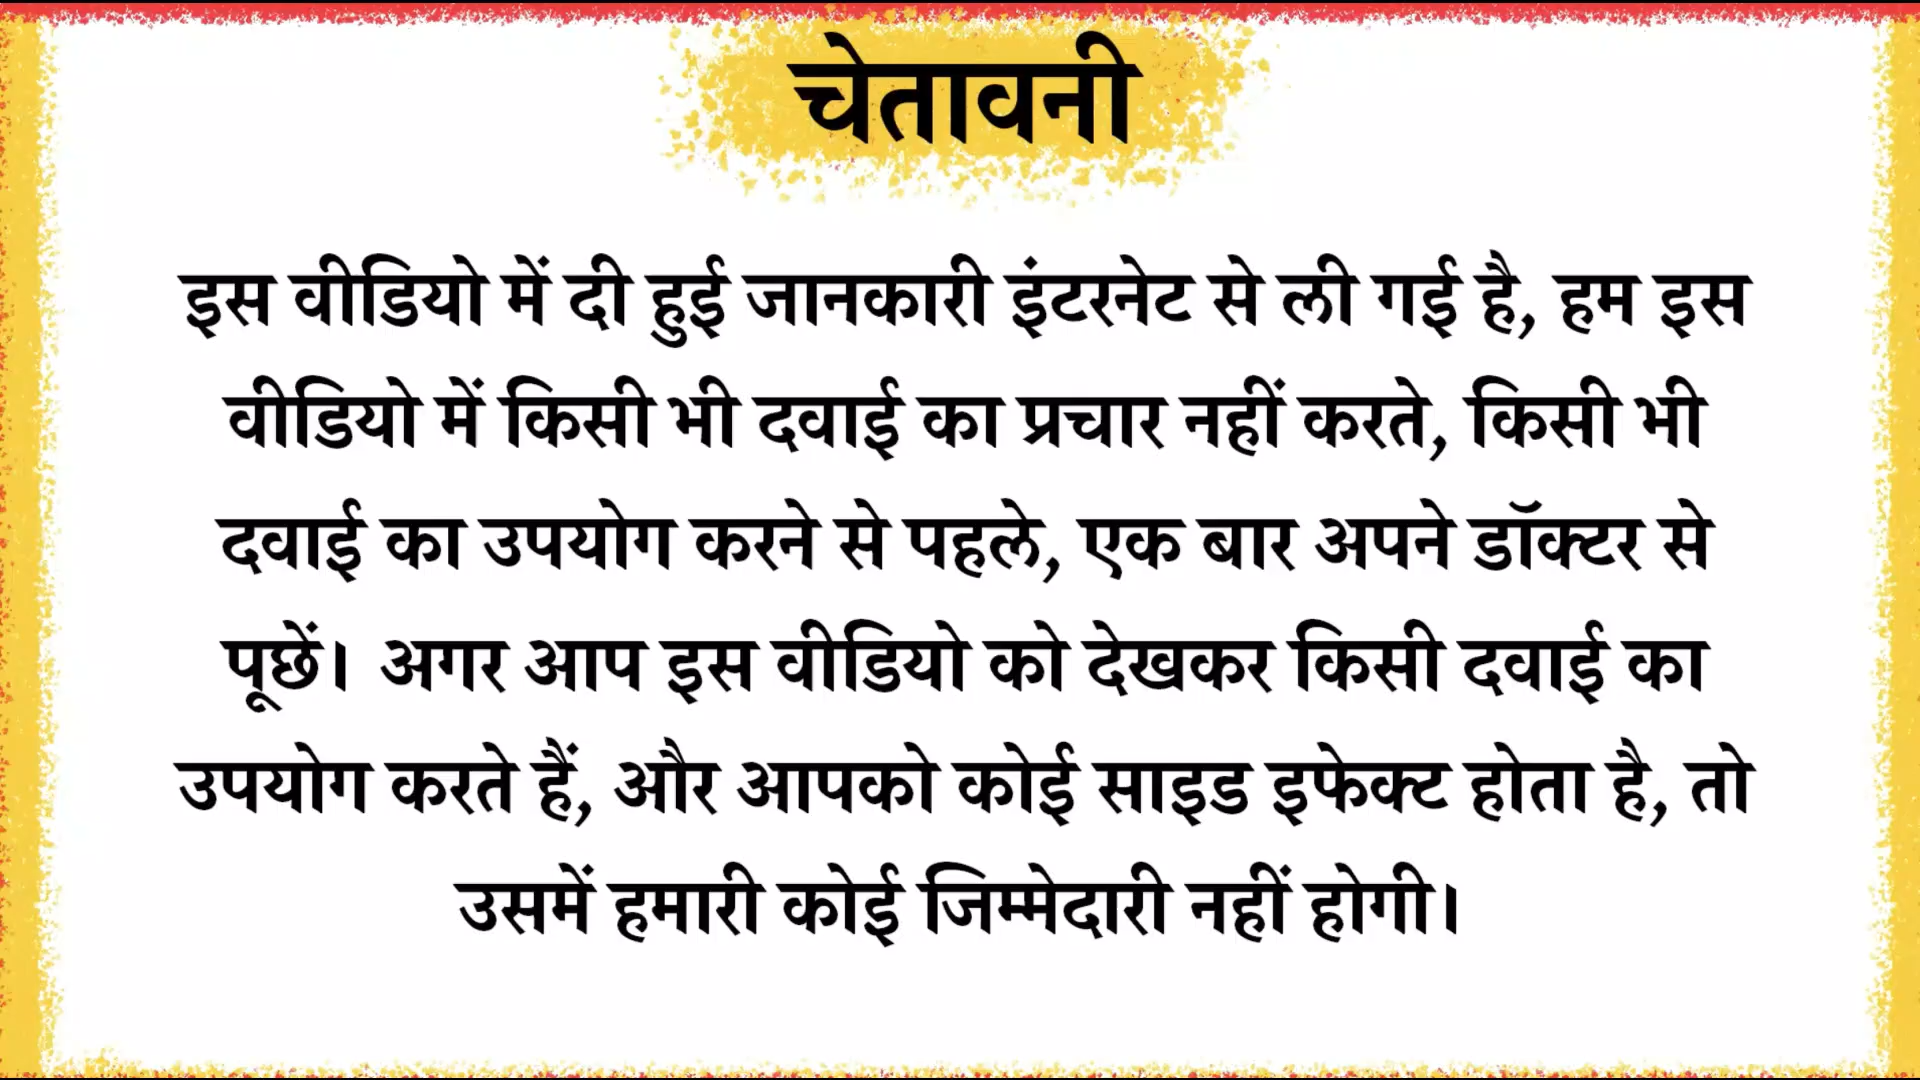 चेतावनी
इस वीडियो में दी हुई जानकारी इंटरनेट से ली गई है, हम इस
वीडियो में किसी भी दवाई का प्रचार नहीं करते, किसी भी
दवाई का उपयोग करने से पहले, एक बार अपने डॉक्टर से
पूछें। अगर आप इस वीडियो को देखकर किसी दवाई का
उपयोग करते हैं, और आपको कोई साइड इफेक्ट होता है, तो
उसमें हमारी कोई जिम्मेदारी नहीं होगी।